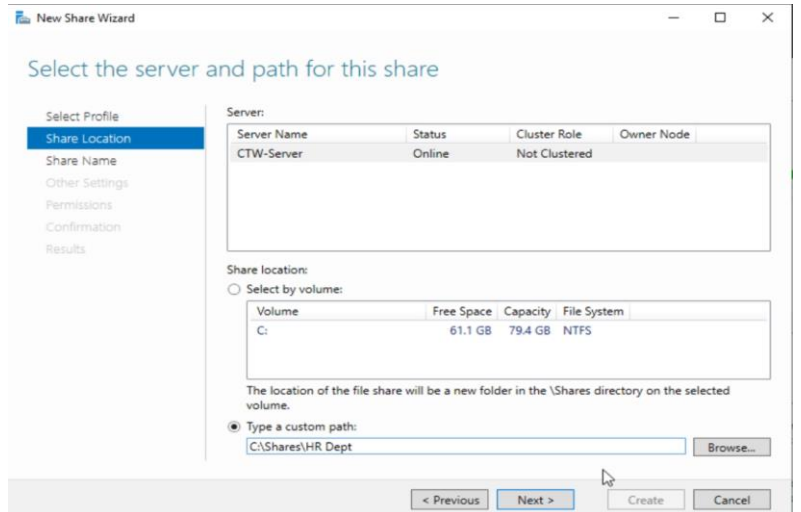 New Share Wizard
Select the server and path for this share
Select Profile
Share Location
Share Name
Other Settings
Permissions
Confirmation
Results
Server:
Server Name Status Cluster Role Owner Node
CTW-Server Online Not Clustered
Share location:
Select by volume:
Volume Free Space Capacity File System
C: 61.1 GB 79.4 GB NTFS
The location of the file share will be a new folder in the \Shares directory on the selected
volume.
Type a custom path:
C:\Shares\HR Dept
Browse...
< Previous Next > Create Cancel